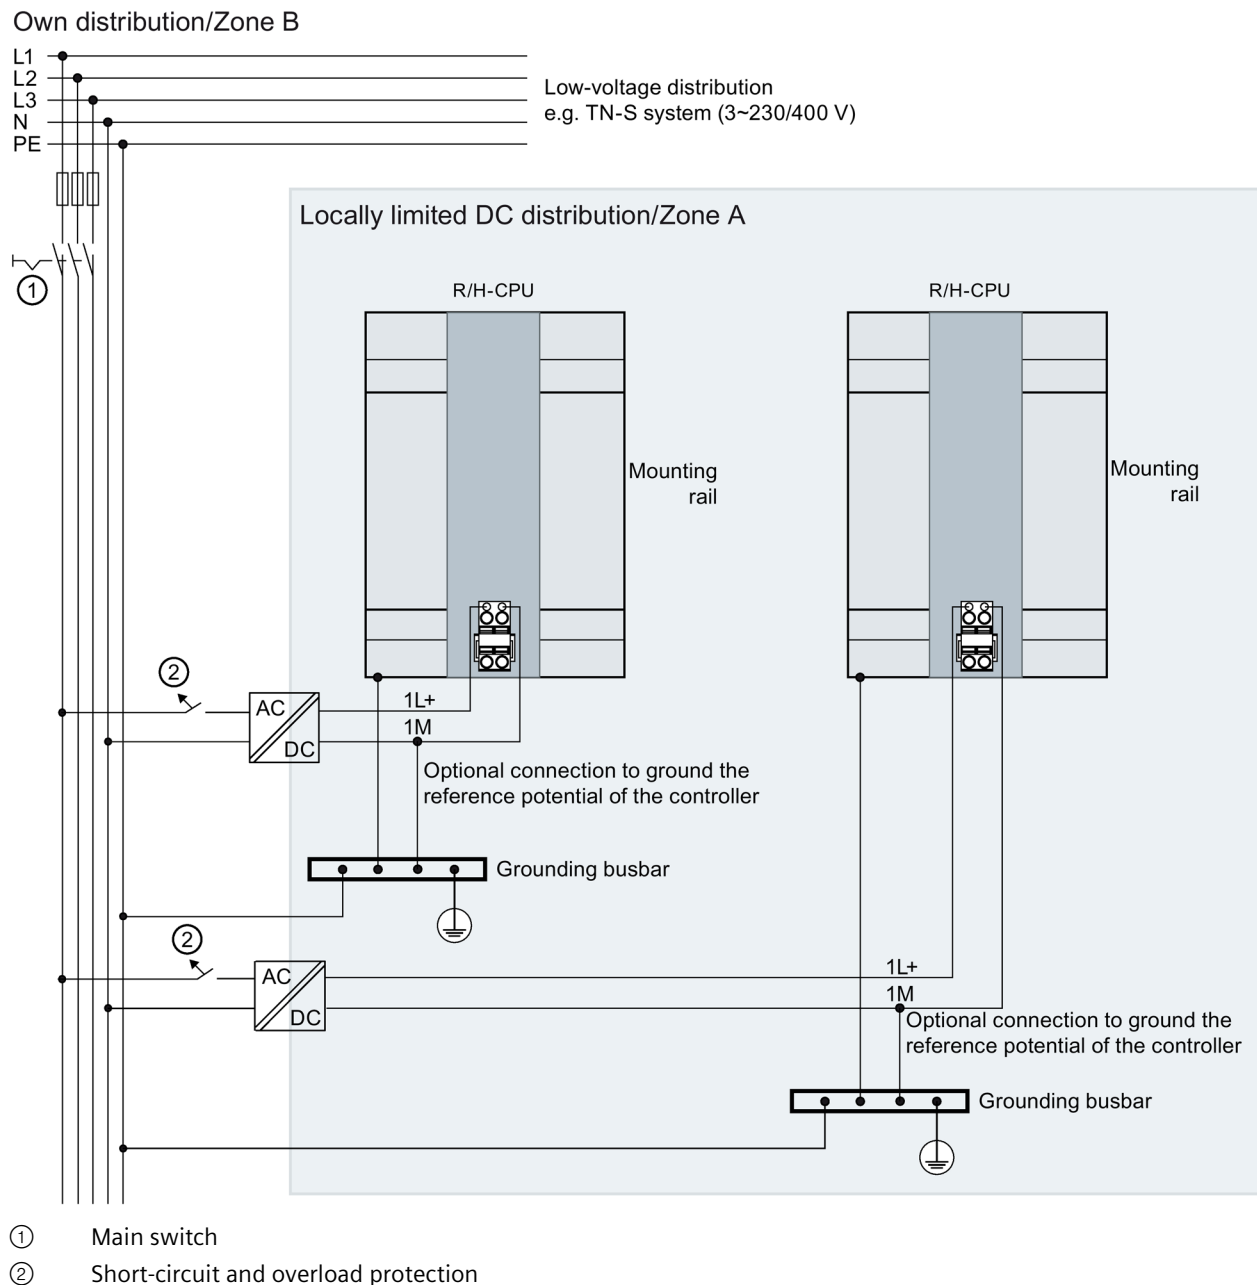 Own distribution/Zone B
L1
L2
L3
N
PE
Low-voltage distribution
e.g. TN-S system (3~230/400 V)
Locally limited DC distribution/Zone A
1
R/H-CPU
R/H-CPU
Mounting
rail
Mounting
rail
2
AC
DC
1L+
1M
Optional connection to ground the
reference potential of the controller
Grounding busbar
2
AC
DC
1L+
1M
Optional connection to ground the
reference potential of the controller
Grounding busbar
① Main switch
② Short-circuit and overload protection